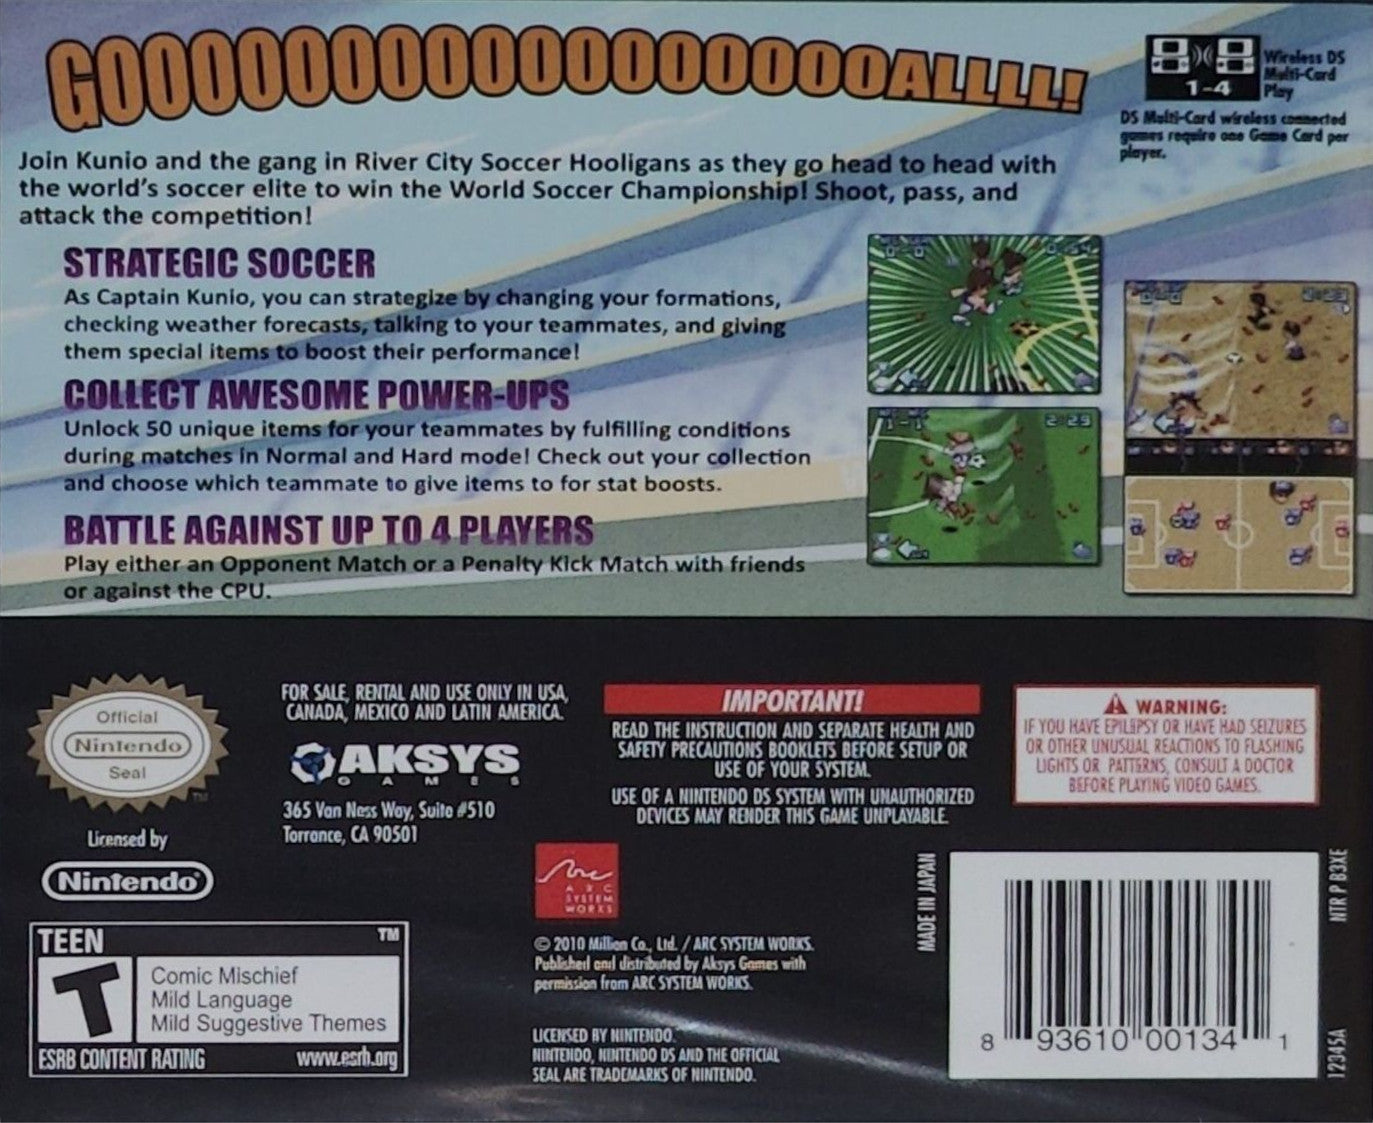 GOOOOOOOOOOOOOOOOOOALLLLL!
1-4
Wireless DS
Multi-Card
Play
DS Multi-Card wireless connected
games require one Game Card per
player.
Join Kunio and the gang in River City Soccer Hooligans as they go head to head with
the world's soccer elite to win the World Soccer Championship! Shoot, pass, and
attack the competition!
STRATEGIC SOCCER
As Captain Kunio, you can strategize by changing your formations,
checking weather forecasts, talking to your teammates, and giving
them special items to boost their performance!
COLLECT AWESOME POWER-UPS
Unlock 50 unique items for your teammates by fulfilling conditions
during matches in Normal and Hard mode! Check out your collection
and choose which teammate to give items to for stat boosts.
BATTLE AGAINST UP TO 4 PLAYERS
Play either an Opponent Match or a Penalty Kick Match with friends
or against the CPU.
0-0
1-1
2:23
Official
Nintendo
Seal
TM
Licensed by
Nintendo
FOR SALE, RENTAL AND USE ONLY IN USA,
CANADA, MEXICO AND LATIN AMERICA.
AKSYS
GAMES
365 Van Ness Way, Suite #510
Torrance, CA 90501
IMPORTANT!
READ THE INSTRUCTION AND SEPARATE HEALTH AND
SAFETY PRECAUTIONS BOOKLETS BEFORE SETUP OR
USE OF YOUR SYSTEM.
USE OF A NINTENDO DS SYSTEM WITH UNAUTHORIZED
DEVICES MAY RENDER THIS GAME UNPLAYABLE.
WARNING:
IF YOU HAVE EPILEPSY OR HAVE HAD SEIZURES
OR OTHER UNUSUAL REACTIONS TO FLASHING
LIGHTS OR PATTERNS, CONSULT A DOCTOR
BEFORE PLAYING VIDEO GAMES.
ARC
SYSTEM
WORKS
© 2010 Million Co., Ltd. / ARC SYSTEM WORKS.
Published and distributed by Aksys Games with
permission from ARC SYSTEM WORKS.
LICENSED BY NINTENDO.
NINTENDO, NINTENDO DS AND THE OFFICIAL
SEAL ARE TRADEMARKS OF NINTENDO.
TEEN
TM
T
Comic Mischief
Mild Language
Mild Suggestive Themes
ESRB CONTENT RATING
www.esrb.org
MADE IN JAPAN
8 93610 00134 1
NTR P B3XE
12345A